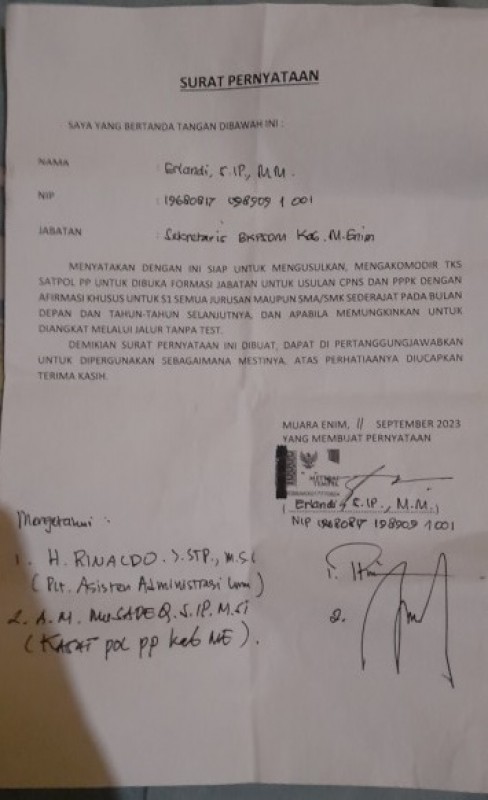 SURAT PERNYATAAN
SAYA YANG BERTANDA TANGAN DIBAWAH INI :
NAMA : Erlandi, S.IP., M.M.
NIP : 19680817 198909 1 001
JABATAN : Sekretaris BKPSDM Kab. M. Enim
MENYATAKAN DENGAN INI SIAP UNTUK MENGUSULKAN, MENGAKOMODIR TKS
SATPOL PP UNTUK DIBUKA FORMASI JABATAN UNTUK USULAN CPNS DAN PPPK DENGAN
AFIRMASI KHUSUS UNTUK S1 SEMUA JURUSAN MAUPUN SMA/SMK SEDERAJAT PADA BULAN
DEPAN DAN TAHUN-TAHUN SELANJUTNYA, DAN APABILA MEMUNGKINKAN UNTUK
DIANGKAT MELALUI JALUR TANPA TEST.
DEMIKIAN SURAT PERNYATAAN INI DIBUAT, DAPAT DI PERTANGGUNGJAWABKAN
UNTUK DIPERGUNAKAN SEBAGAIMANA MESTINYA. ATAS PERHATIAANYA DIUCAPKAN
TERIMA KASIH.
MUARA ENIM, 11 SEPTEMBER 2023
YANG MEMBUAT PERNYATAAN
METERAI
TEMPEL
( Erlandi, S.IP., M.M. )
NIP 196808 198909 1 001
Mengetahui :
1. H. RINALDO. S.STP., M.Si
( Plt. Asisten Administrasi Umum )
2. A.M. MUSADEQ. S.IP. M.Si
( KASAT POL PP Kab ME ).
1.
2.